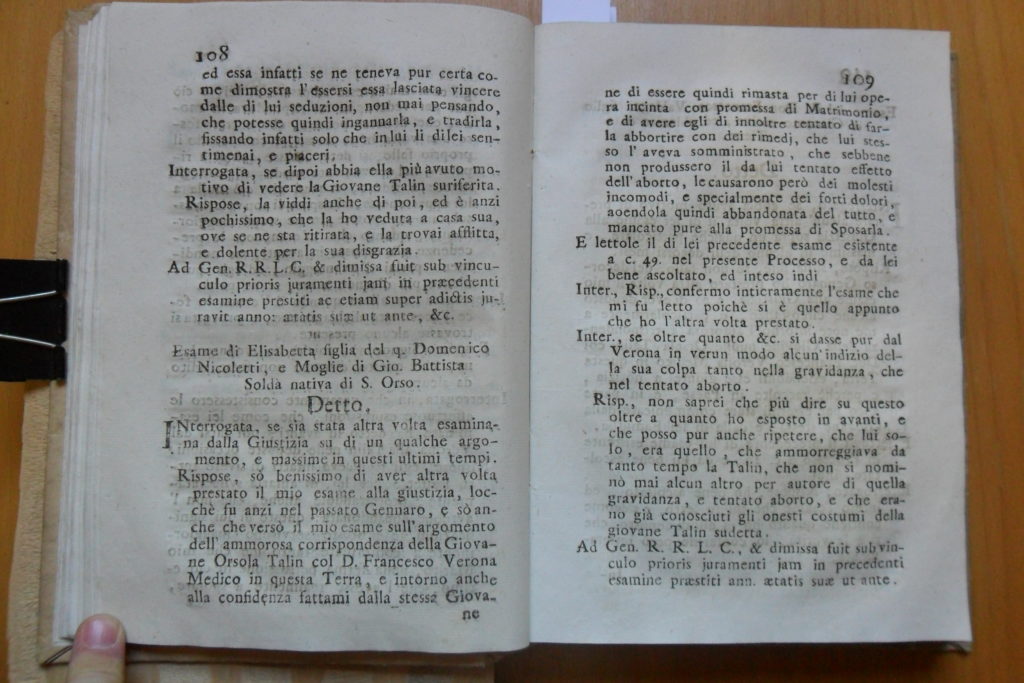 108
ed essa infatti se ne teneva pur certa co-
me dimostra l'essersi essa lasciata vincere
dalle di lui seduzioni, non mai pensando,
che potesse quindi ingannarla, e tradirla,
fissando infatti solo che in lui li di lei sen-
timenai, e piaceri.
Interrogata, se dipoi abbia ella più avuto mo-
tivo di vedere la Giovane Talin suriferita.
Rispose, la viddi anche di poi, ed è anzi
pochissimo, che la ho veduta a casa sua,
ove se ne sta ritirata, e la trovai afflitta,
e dolente per la sua disgrazia.
Ad Gen. R. R. L. C. & dimissa fuit sub vincu-
culo prioris juramenti jam in præcedenti
esamine prestiti ac etiam super adictis ju-
ravit anno: ætatis suæ ut ante, &c.
Esame di Elisabetta figlia del q. Domenico
Nicoletti, e Moglie di Gio. Battista
Solda nativa di S. Orso.
Detto.
INterrogata, se sia stata altra volta esamina-
na dalla Giustizia su di un qualche argo-
mento, e massime in questi ultimi tempi.
Rispose, sò benissimo di aver altra volta
prestato il mio esame alla giustizia, loc-
chè fu anzi nel passato Gennaro, e sò an-
che che versò il mio esame sull'argomento
dell' ammorosa corrispondenza della Giova-
ne Orsola Talin col D. Francesco Verona
Medico in questa Terra, e intorno anche
alla confidenza fattami dalla stessa Giova-
ne
109
ne di essere quindi rimasta per di lui ope-
ra incinta con promessa di Matrimonio,
e di avere egli di innoltre tentato di far-
la abbortire con dei rimedj, che lui stes-
so l' aveva somministrato, che sebbene
non produssero il da lui tentato effetto
dell'aborto, le causarono però dei molesti
incomodi, e specialmente dei forti dolori,
aoendola quindi abbandonata del tutto, e
mancato pure alla promessa di Sposarla.
E lettole il di lei precedente esame esistente
a c. 49. nel presente Processo, e da lei
bene ascoltato, ed inteso indi
Inter., Risp., confermo intieramente l'esame che
mi fu letto poichè si è quello appunto
che ho l'altra volta prestato.
Inter., se oltre quanto &c. si dasse pur dal
Verona in verun modo alcun' indizio del-
la sua colpa tanto nella gravidanza, che
nel tentato aborto.
Risp., non saprei che più dire su questo
oltre a quanto ho esposto in avanti, e
che posso pur anche ripetere, che lui so-
lo, era quello, che ammorreggiava da
tanto tempo la Talin, che non si nomi-
nò mai alcun altro per autore di quella
gravidanza, e tentato aborto, e che era-
no già conosciuti gli onesti costumi della
giovane Talin sudetta.
Ad Gen. R. R. L. C., & dimissa fuit sub vin-
culo prioris juramenti jam in precedenti
esamine præstiti ann. ætatis suæ ut ante.